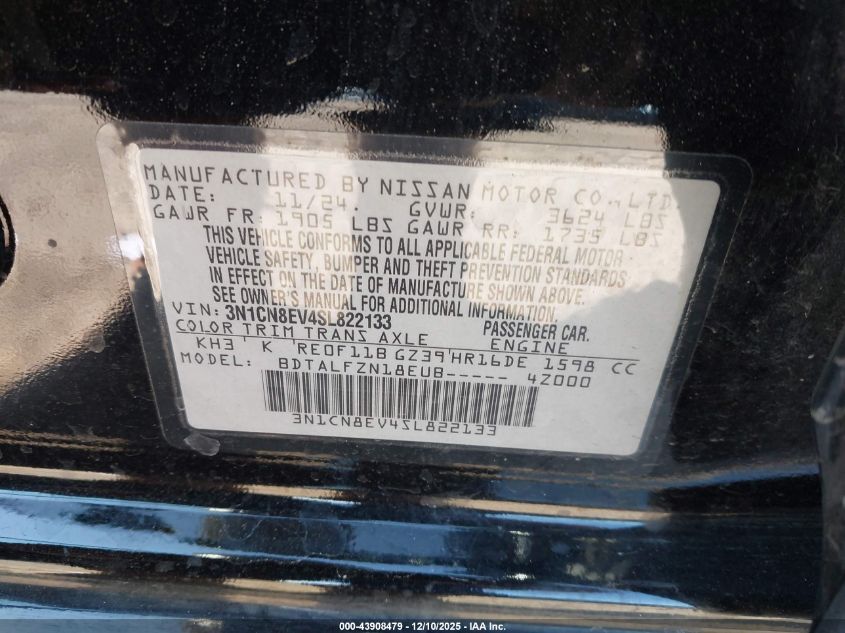 MANUFACTURED BY NISSAN MOTOR CO., LTD.
DATE: 11/24 GVWR: 3624 LBS
GAWR FR: 1905 LBS GAWR RR: 1735 LBS
THIS VEHICLE CONFORMS TO ALL APPLICABLE FEDERAL MOTOR
VEHICLE SAFETY, BUMPER AND THEFT PREVENTION STANDARDS
IN EFFECT ON THE DATE OF MANUFACTURE SHOWN ABOVE.
SEE OWNER'S MANUAL FOR ADDITIONAL INFORMATION.
VIN: 3N1CN8EV4SL822133 PASSENGER CAR.
COLOR TRIM TRANS AXLE ENGINE
KH3 K RE0F11B GZ39 HR16DE 1598 CC
MODEL: BDTALFZN18EUB----- 4Z000
3N1CN8EV4SL822133
000-43908479 — 12/10/2025 — IAA Inc.